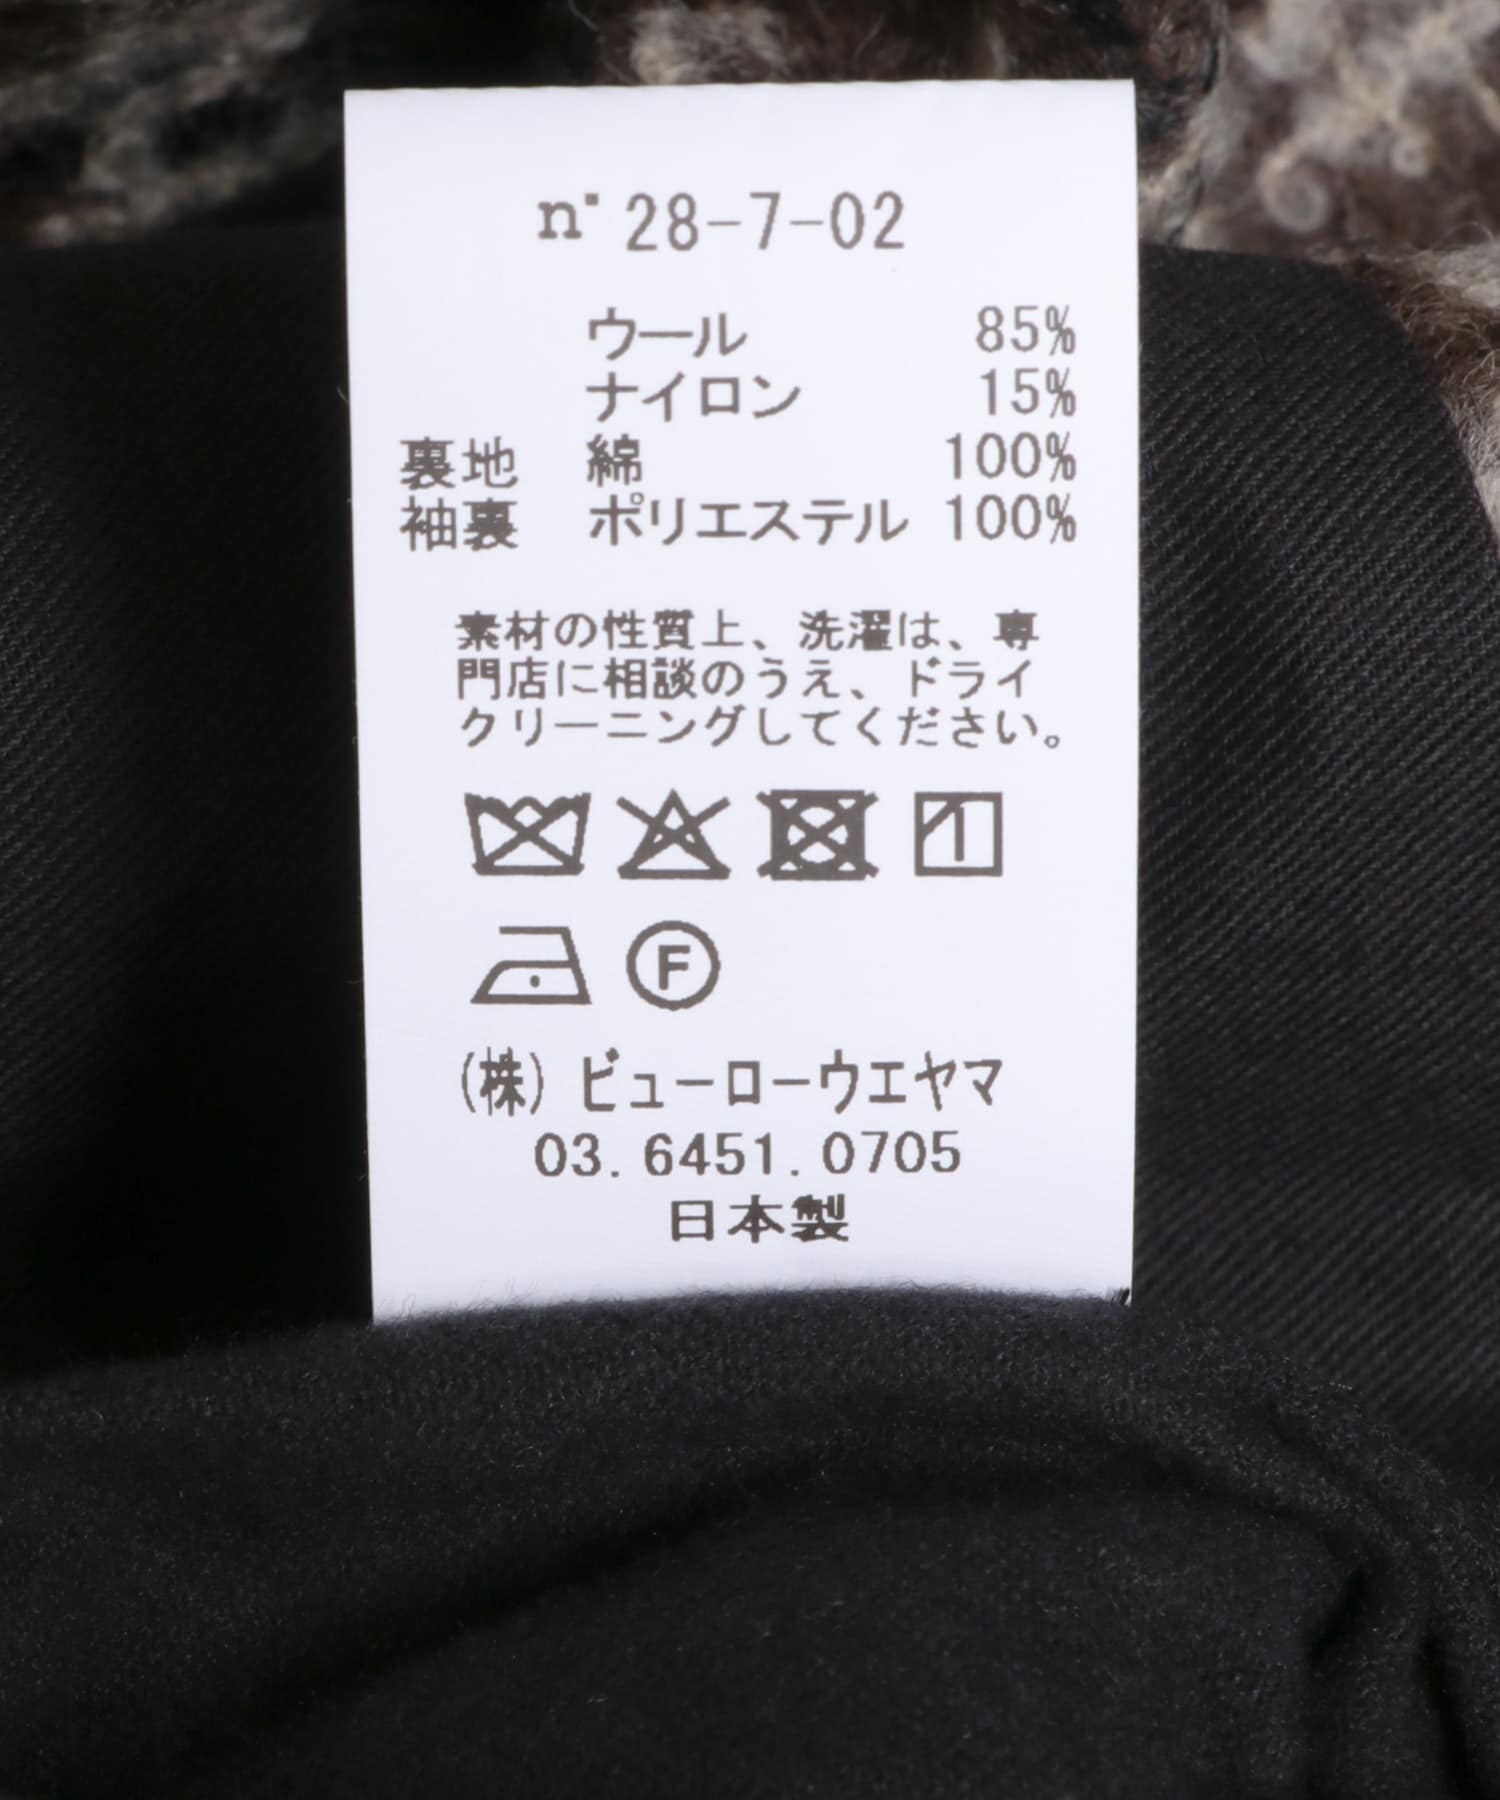 n° 28-7-02
ウール 85%
ナイロン 15%
裏地 綿 100%
袖裏 ポリエステル 100%
素材の性質上、洗濯は、専
門店に相談のうえ、ドライ
クリーニングしてください。
1
F
(株) ビューローウエヤマ
03. 6451. 0705
日本製